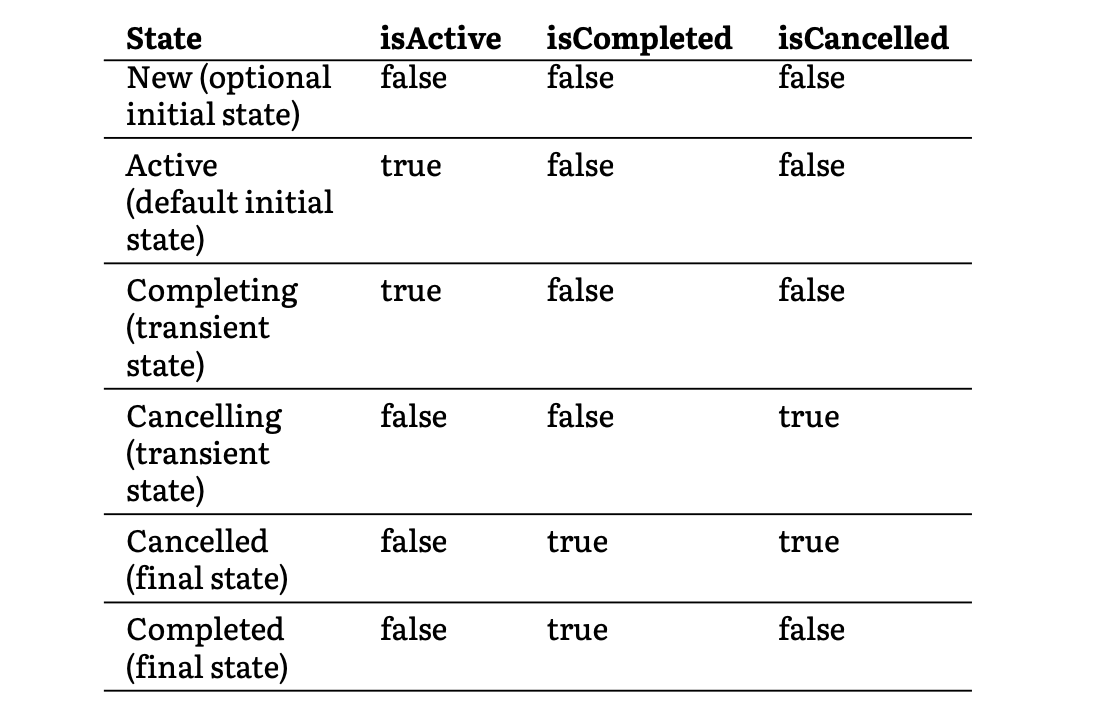 State isActive isCompleted isCancelled
New (optional false false false
initial state)
Active true false false
(default initial
state)
Completing true false false
(transient
state)
Cancelling false false true
(transient
state)
Cancelled false true true
(final state)
Completed false true false
(final state)